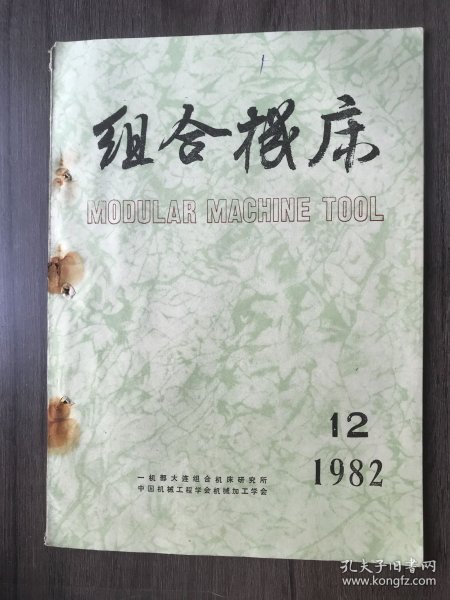 组合機床
MODULAR MACHINE TOOL
12
1982
一机部大连组合机床研究所
中国机械工程学会机械加工学会
孔夫子旧书网
www.kongfz.com